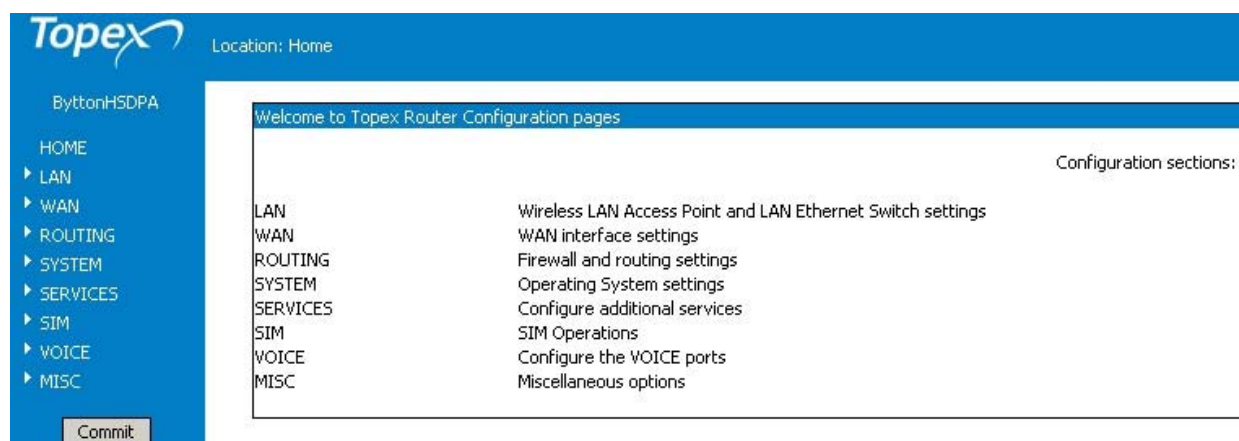 Topex
Location: Home
ByttonHSDPA
HOME
LAN
WAN
ROUTING
SYSTEM
SERVICES
SIM
VOICE
MISC
Commit
Welcome to Topex Router Configuration pages
Configuration sections:
LAN Wireless LAN Access Point and LAN Ethernet Switch settings
WAN WAN interface settings
ROUTING Firewall and routing settings
SYSTEM Operating System settings
SERVICES Configure additional services
SIM SIM Operations
VOICE Configure the VOICE ports
MISC Miscellaneous options